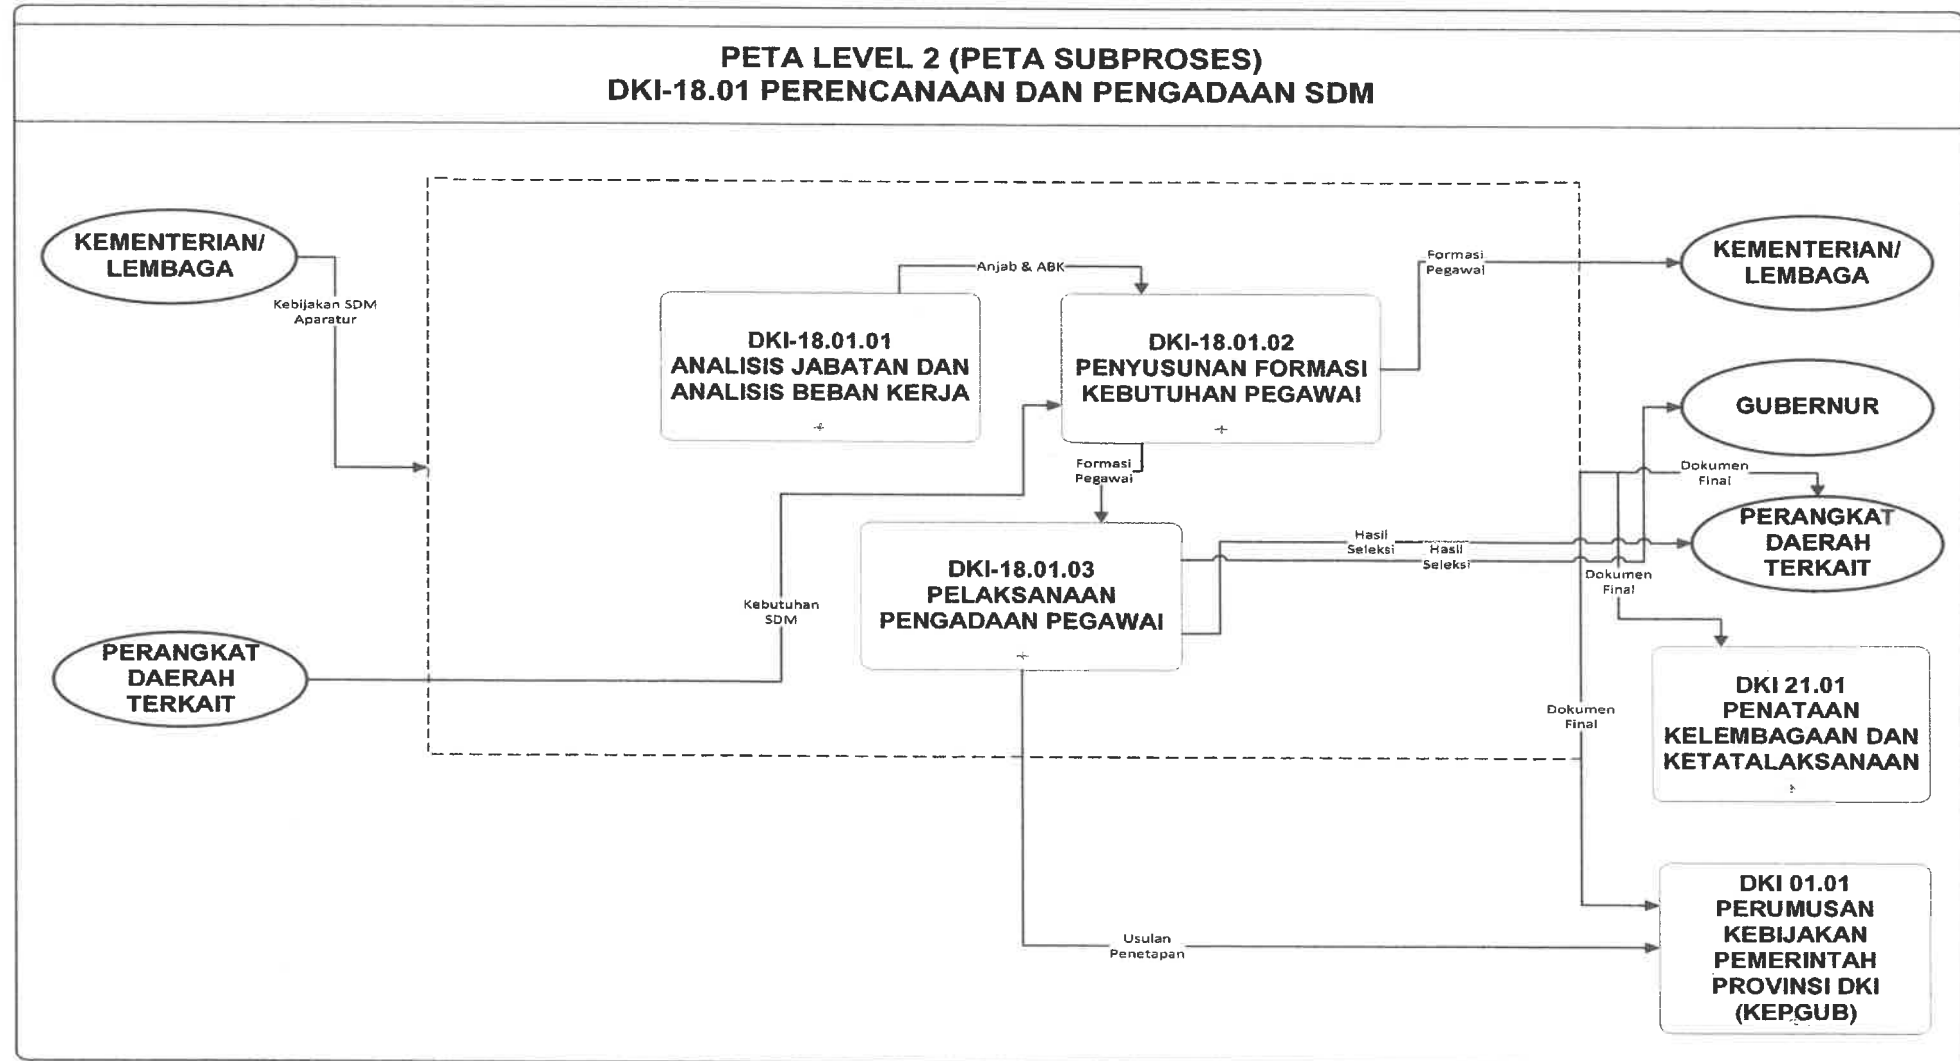 PETA LEVEL 2 (PETA SUBPROSES)
DKI-18.01 PERENCANAAN DAN PENGADAAN SDM
KEMENTERIAN/
LEMBAGA
Kebijakan SDM
Aparatur
Anjab & ABK
DKI-18.01.01
ANALISIS JABATAN DAN
ANALISIS BEBAN KERJA
DKI-18.01.02
PENYUSUNAN FORMASI
KEBUTUHAN PEGAWAI
Formasi
Pegawai
KEMENTERIAN/
LEMBAGA
GUBERNUR
Formasi
Pegawai
Dokumen
Final
PERANGKAT
DAERAH
TERKAIT
Hasil
Seleksi
Hasil
Seleksi
DKI-18.01.03
PELAKSANAAN
PENGADAAN PEGAWAI
Kebutuhan
SDM
Dokumen
Final
PERANGKAT
DAERAH
TERKAIT
Dokumen
Final
DKI 21.01
PENATAAN
KELEMBAGAAN DAN
KETATALAKSANAAN
Usulan
Penetapan
DKI 01.01
PERUMUSAN
KEBIJAKAN
PEMERINTAH
PROVINSI DKI
(KEPGUB)